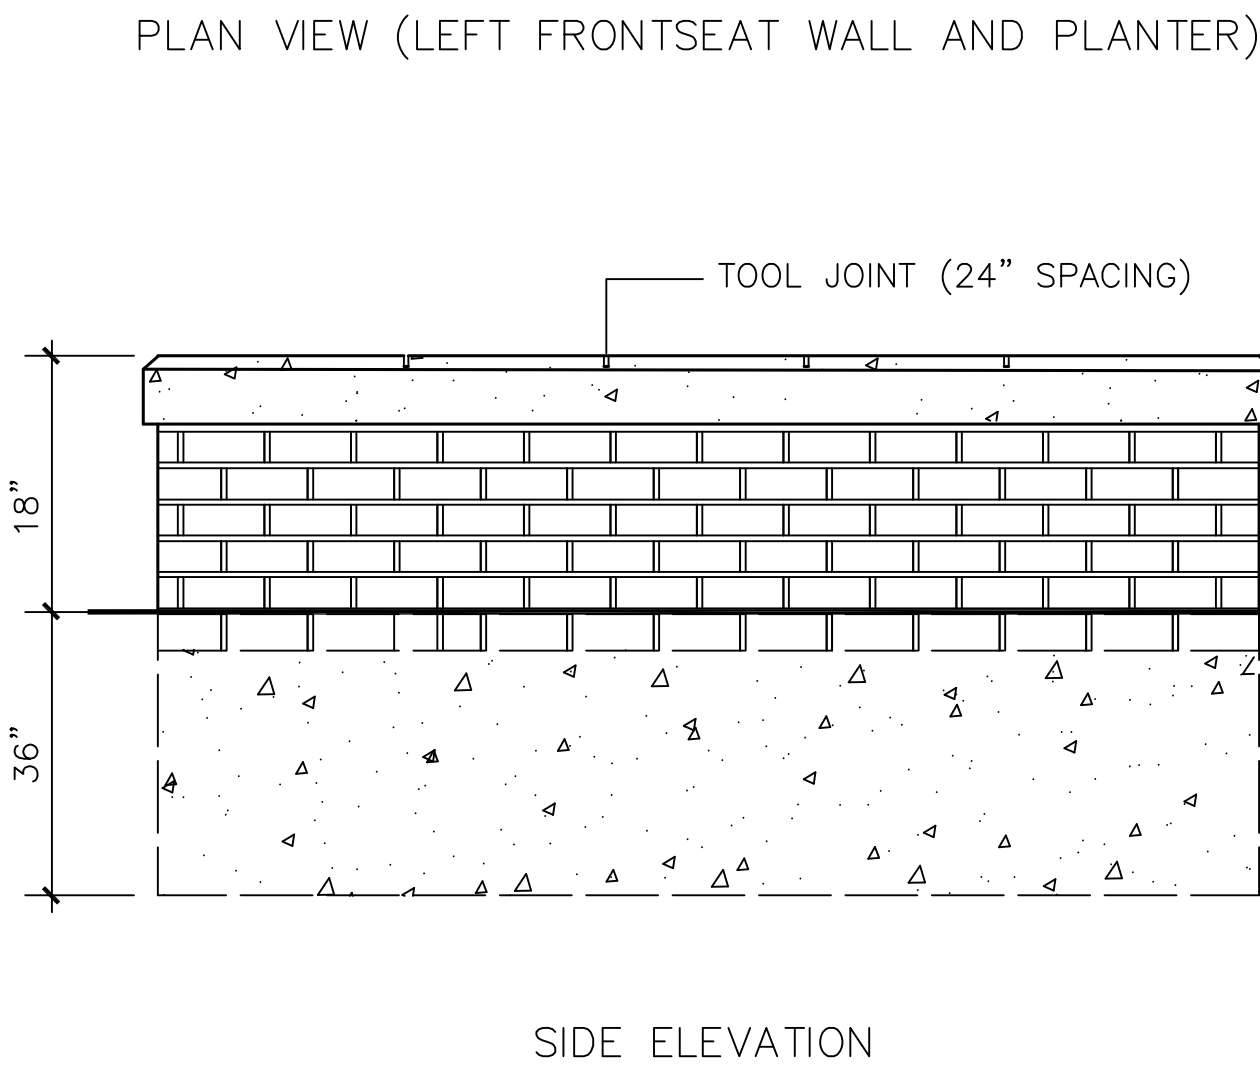 PLAN VIEW (LEFT FRONTSEAT WALL AND PLANTER)
TOOL JOINT (24” SPACING)
18”
36”
SIDE ELEVATION